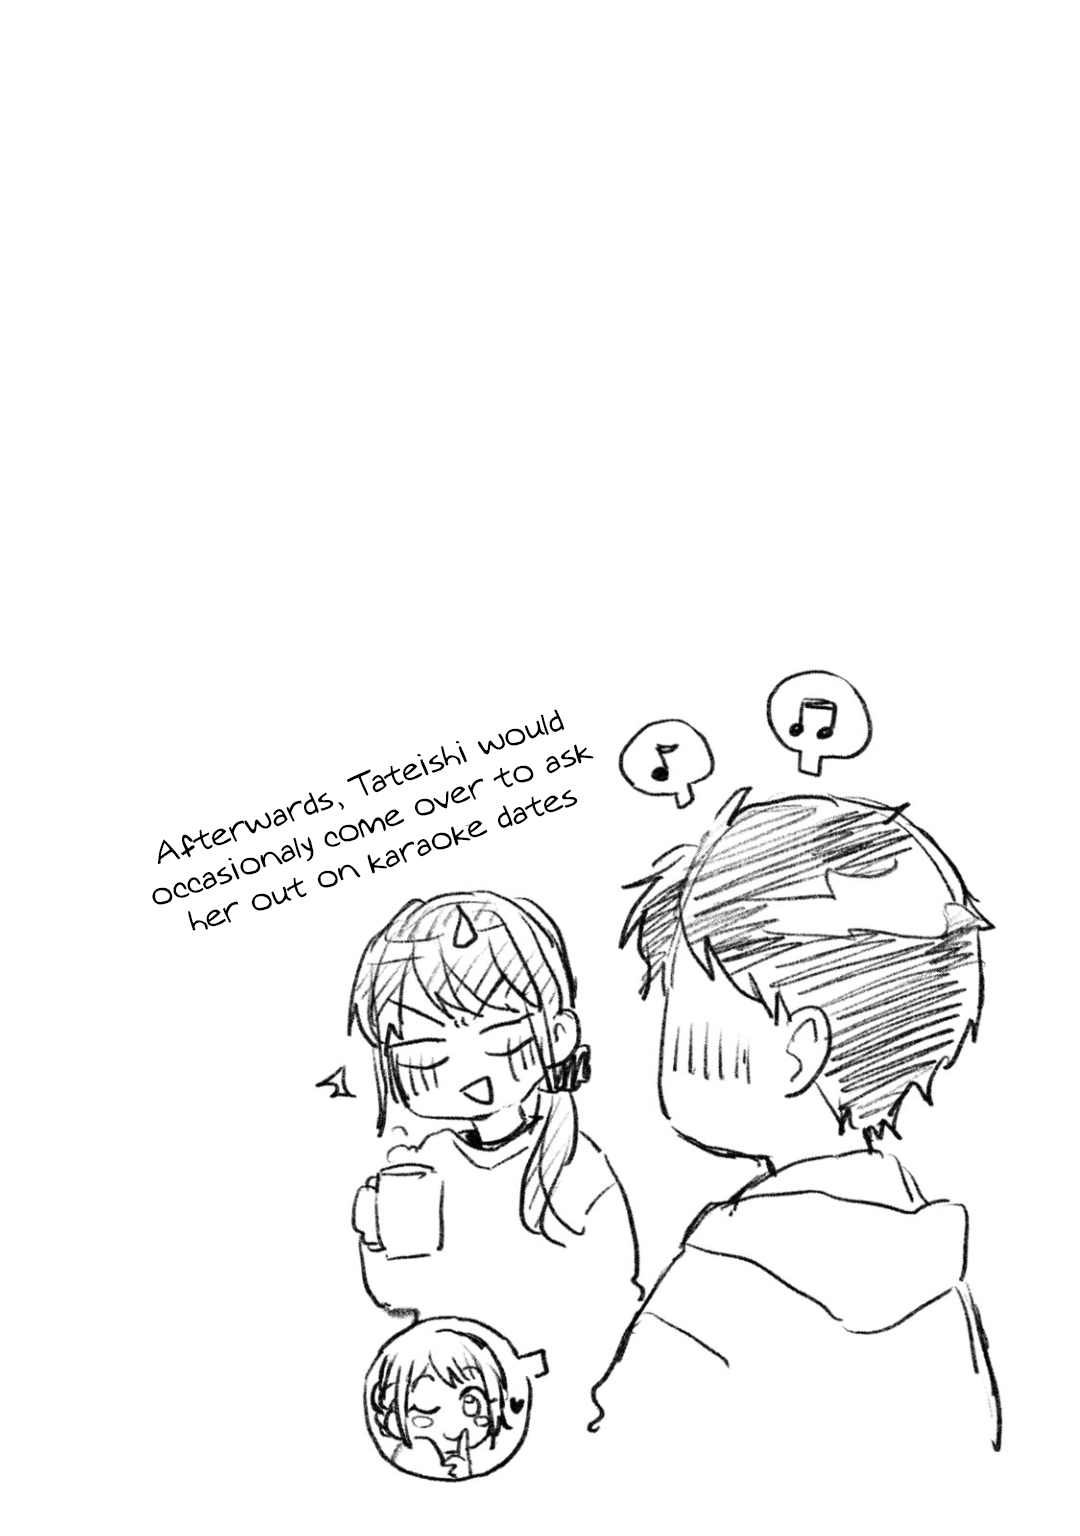 Afterwards, Tateishi would
occasionaly come over to ask
her out on karaoke dates